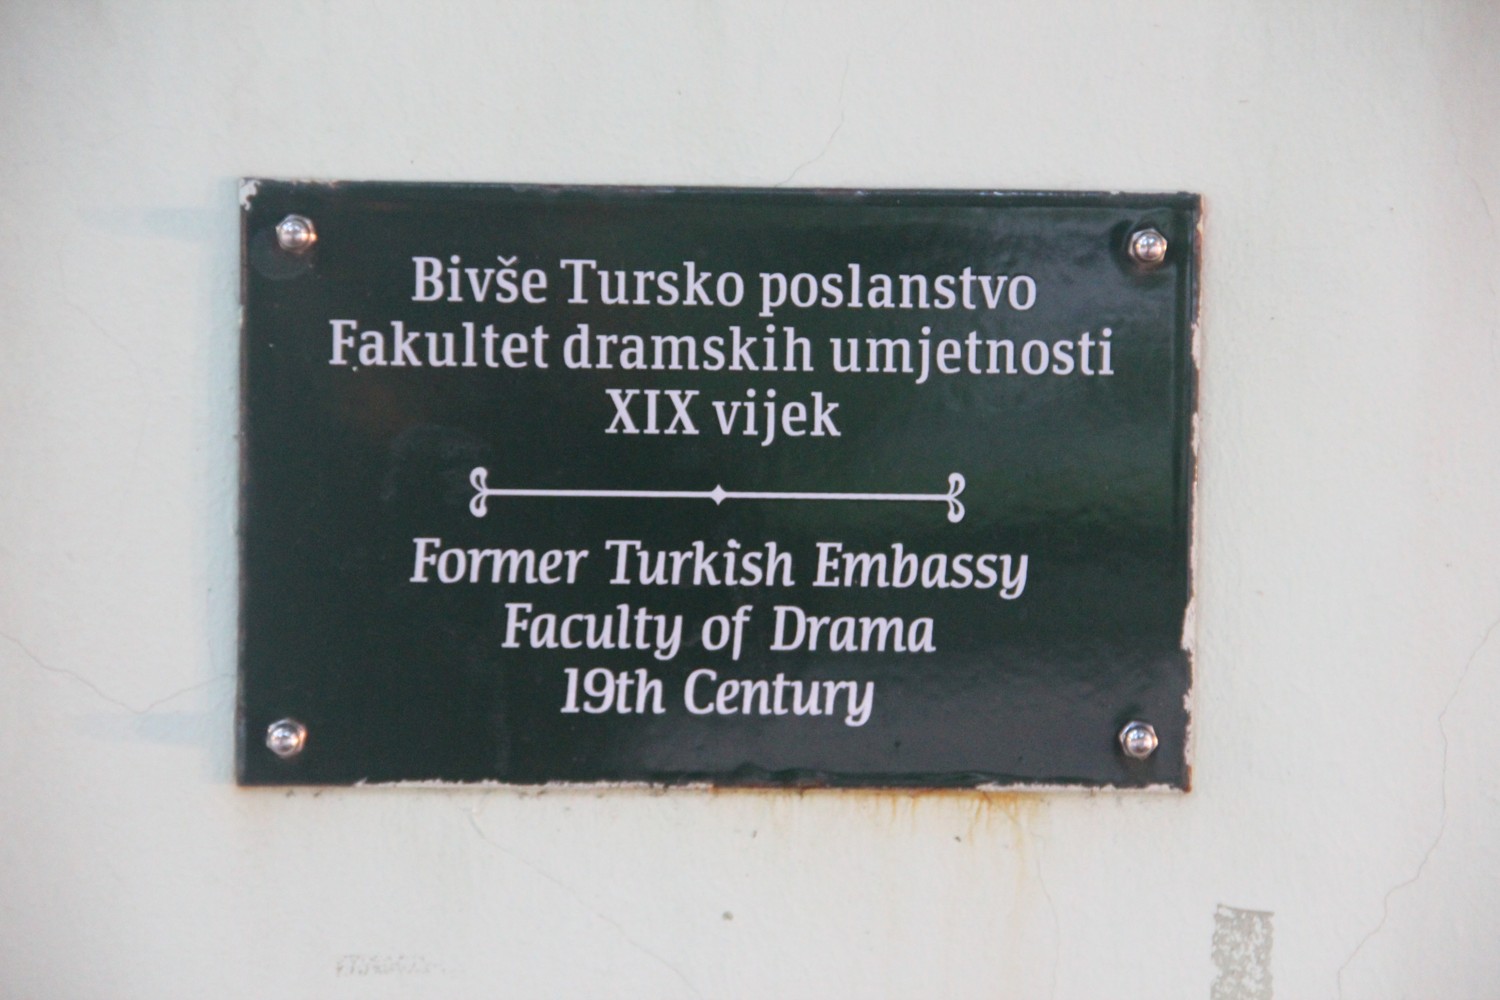 Bivše Tursko poslanstvo
Fakultet dramskih umjetnosti
XIX vijek
Former Turkish Embassy
Faculty of Drama
19th Century